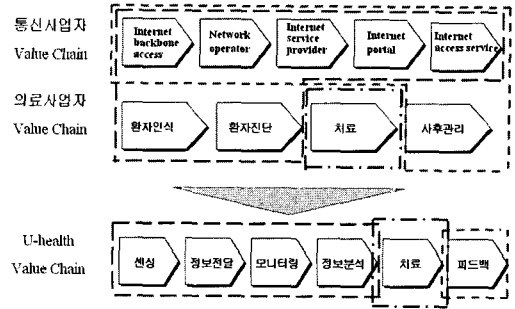 통신사업자
Value Chain
Internet
backbone
access
Network
operator
Internet
service
provider
Internet
portal
Internet
access service
의료사업자
Value Chain
환자인식
환자진단
치료
사후관리
U-health
Value Chain
센싱
정보전달
모니터링
정보분석
치료
피드백